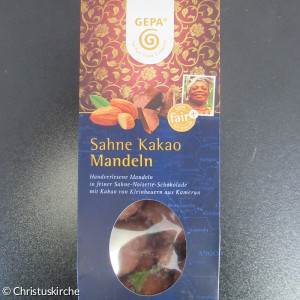 GEPA®
fair+
Sahne Kakao
Mandeln
Handverlesene Mandeln
in feiner Sahne-Noisette-Schokolade
mit Kakao von Kleinbauern aus Kamerun
© Christuskirche